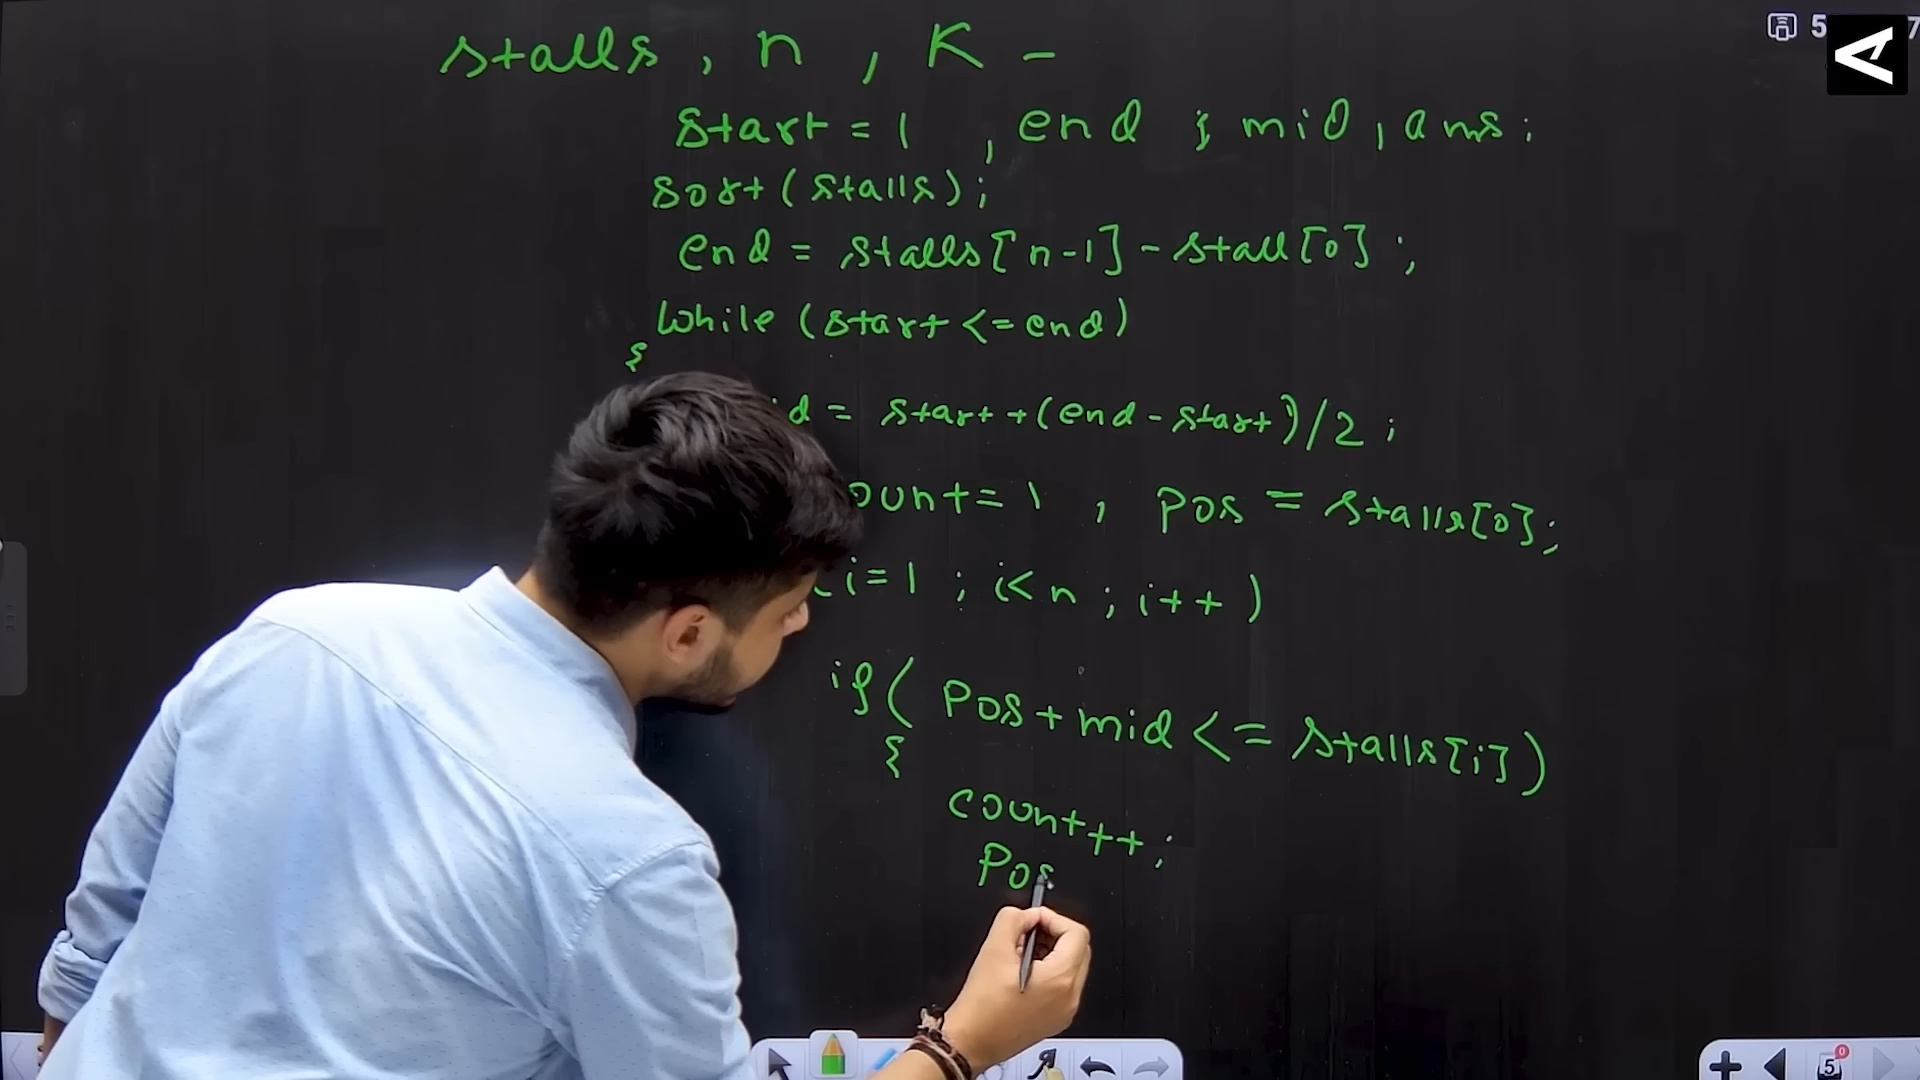 stalls, n, K -
start = 1, end ; mid, ans;
sort(stalls);
end = stalls[n-1] - stall[0];
while (start <= end)
{
= start + (end - start)/2;
count = 1, pos = stalls[0];
i=1 ; i<n ; i++ )
if( pos + mid <= stalls[i])
{
count++;
Pos